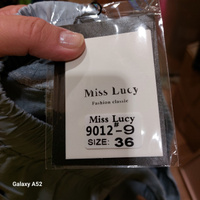 Miss Lucy
Fashion classic
Miss Lucy
#
9012-9
SIZE: 36
Galaxy A52